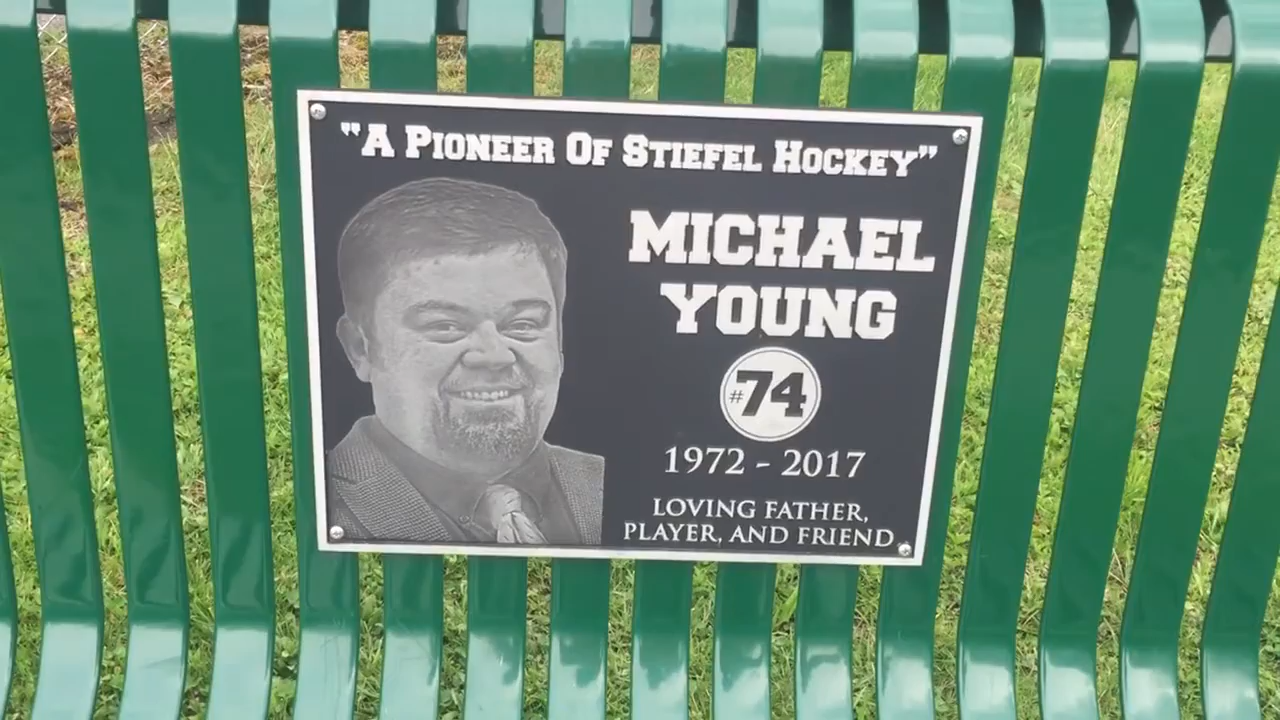 "A PIONEER OF STIEFEL HOCKEY"
MICHAEL
YOUNG
#74
1972 - 2017
LOVING FATHER,
PLAYER, AND FRIEND